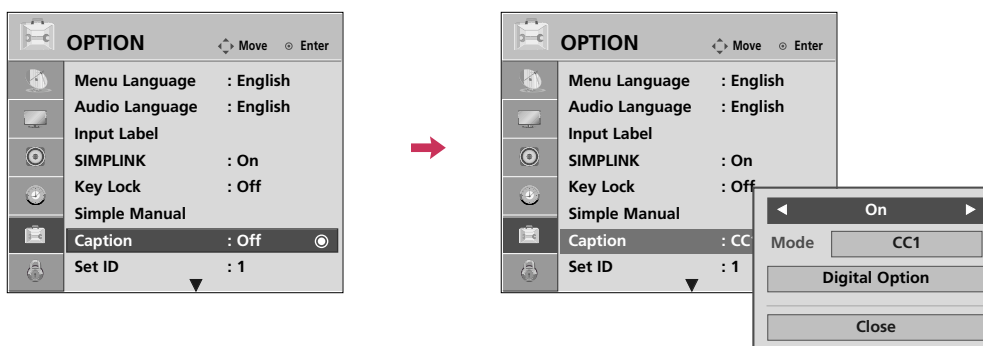 OPTION Move Enter
Menu Language : English
Audio Language : English
Input Label
SIMPLINK : On
Key Lock : Off
Simple Manual
Caption : Off
Set ID : 1
OPTION Move Enter
Menu Language : English
Audio Language : English
Input Label
SIMPLINK : On
Key Lock : Off
Simple Manual
Caption : CC
Set ID : 1
On
Mode CC1
Digital Option
Close